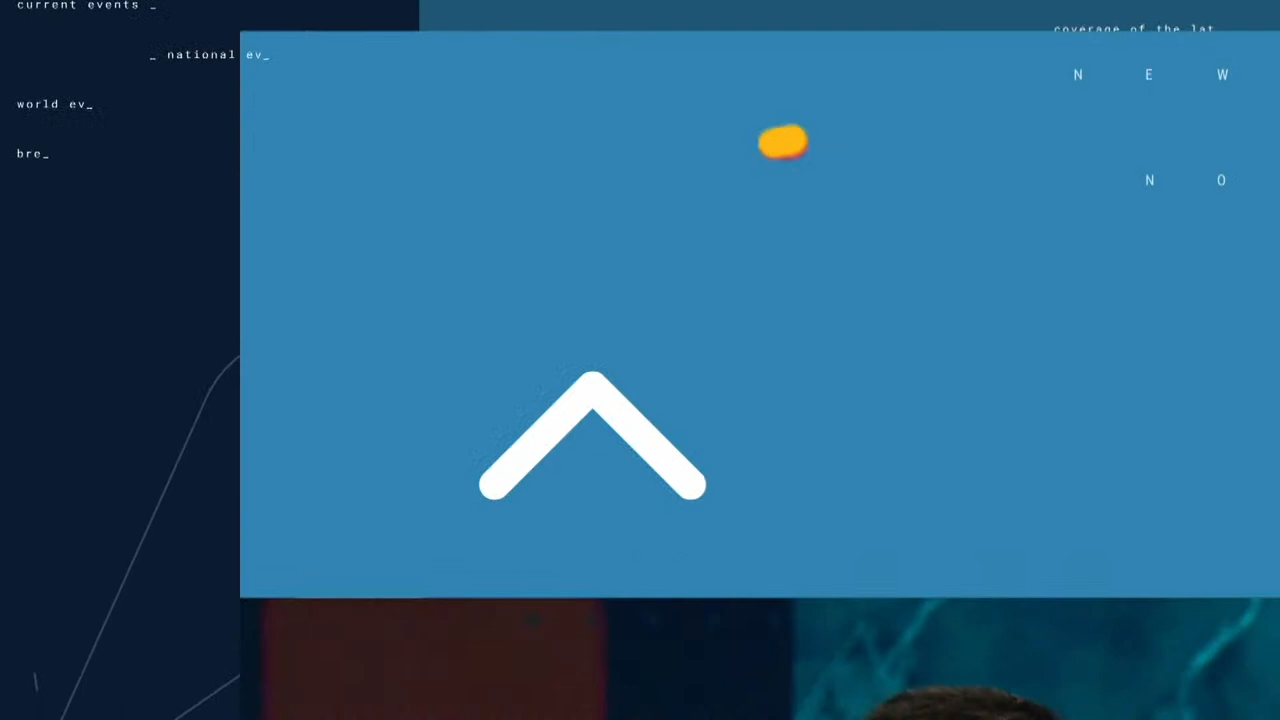 current events _
_ national ev_
world ev_
bre_
coverage of the lat
N E W
N O